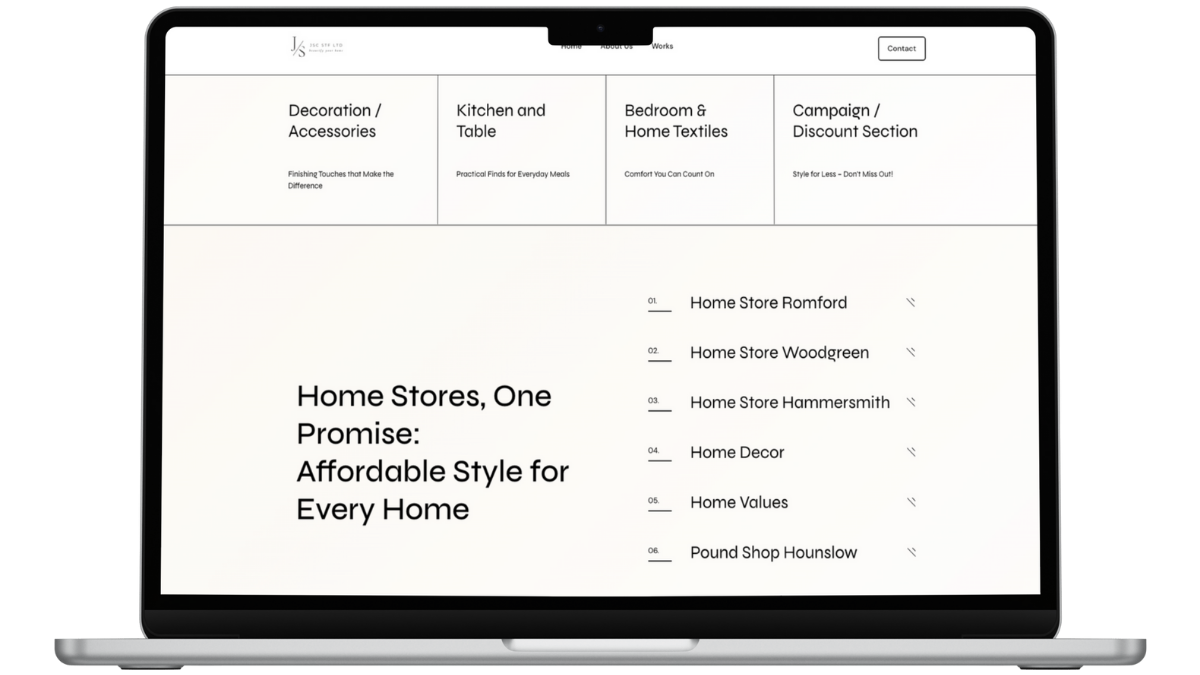 J/S JSC STR LTD
Home About Us Works
Contact
Decoration /
Accessories
Finishing Touches that Make the
Difference
Kitchen and
Table
Practical Finds for Everyday Meals
Bedroom &
Home Textiles
Comfort You Can Count On
Campaign /
Discount Section
Style for Less – Don't Miss Out!
Home Stores, One
Promise:
Affordable Style for
Every Home
01. Home Store Romford
02. Home Store Woodgreen
03. Home Store Hammersmith
04. Home Decor
05. Home Values
06. Pound Shop Hounslow